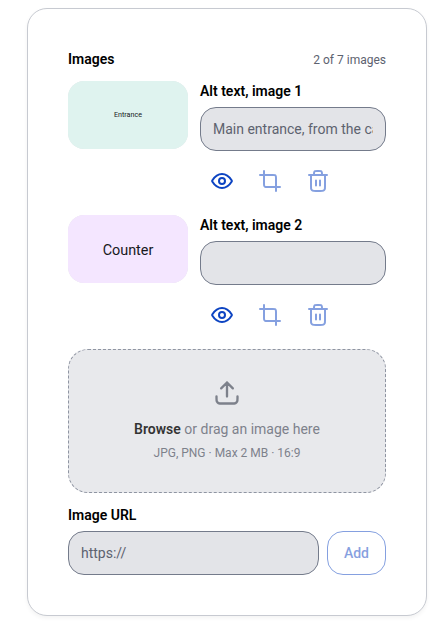 Images
2 of 7 images
Entrance
Alt text, image 1
Main entrance, from the
Counter
Alt text, image 2
Browse or drag an image here
JPG, PNG · Max 2 MB · 16:9
Image URL
https://
Add